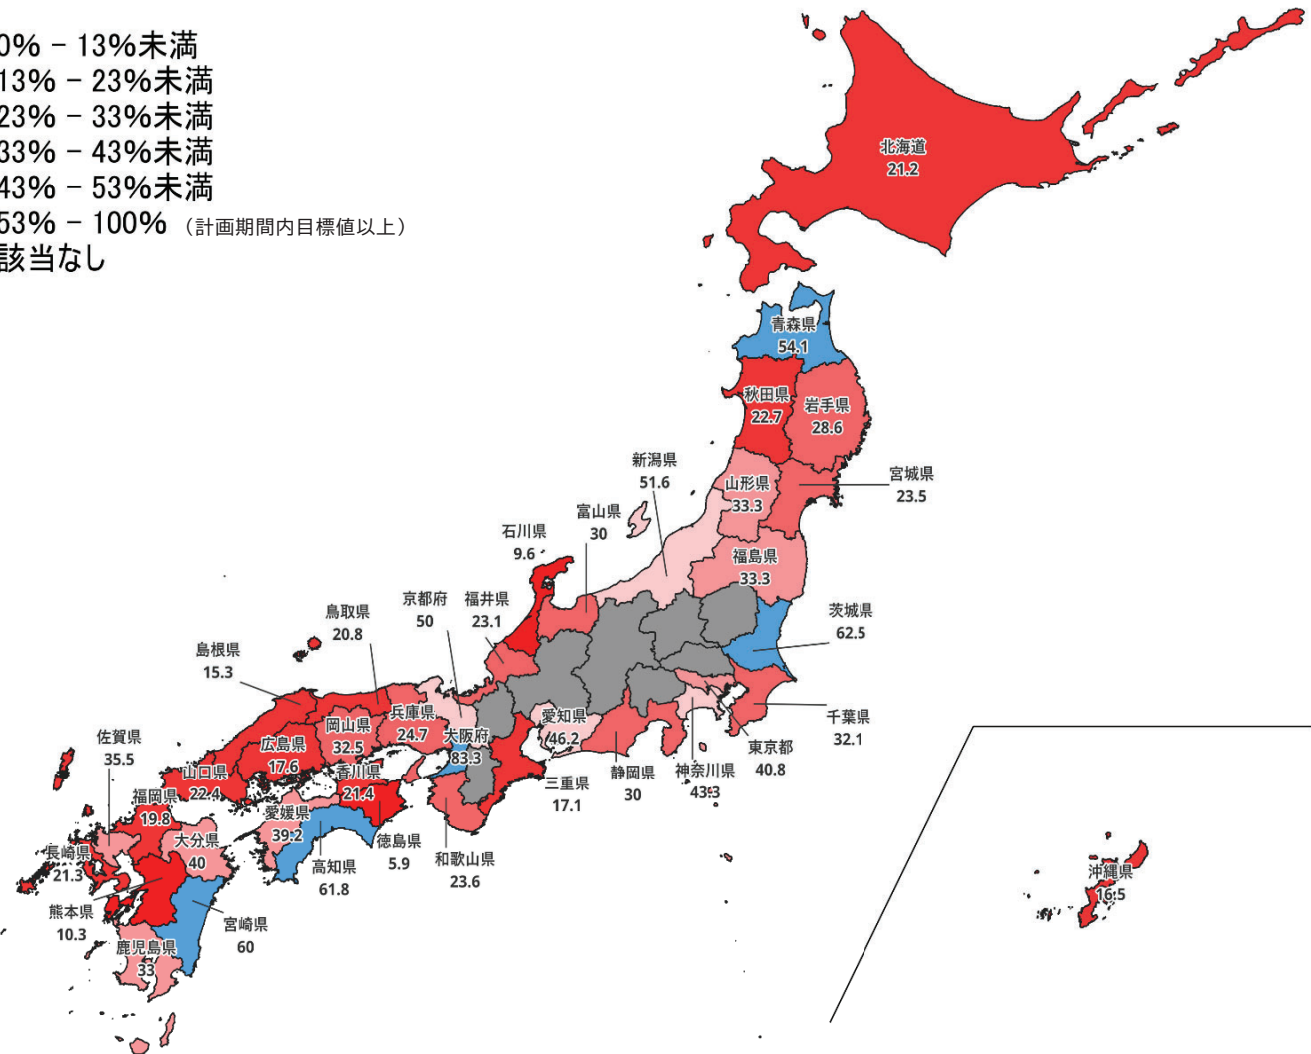 0% − 13%未満
13% − 23%未満
23% − 33%未満
33% − 43%未満
43% − 53%未満
53% − 100% （計画期間内目標値以上）
該当なし
北海道
21.2
青森県
54.1
秋田県
22.7
岩手県
28.6
新潟県
51.6
山形県
33.3
宮城県
23.5
富山県
30
石川県
9.6
福島県
33.3
京都府
50
福井県
23.1
鳥取県
20.8
茨城県
62.5
島根県
15.3
兵庫県
24.7
岡山県
32.5
愛知県
46.2
千葉県
32.1
佐賀県
35.5
広島県
17.6
大阪府
83.3
東京都
40.8
山口県
22.4
香川県
21.4
三重県
17.1
静岡県
30
神奈川県
43.3
福岡県
19.8
愛媛県
39.2
大分県
40
長崎県
21.3
高知県
61.8
徳島県
5.9
和歌山県
23.6
沖縄県
16.5
熊本県
10.3
宮崎県
60
鹿児島県
33